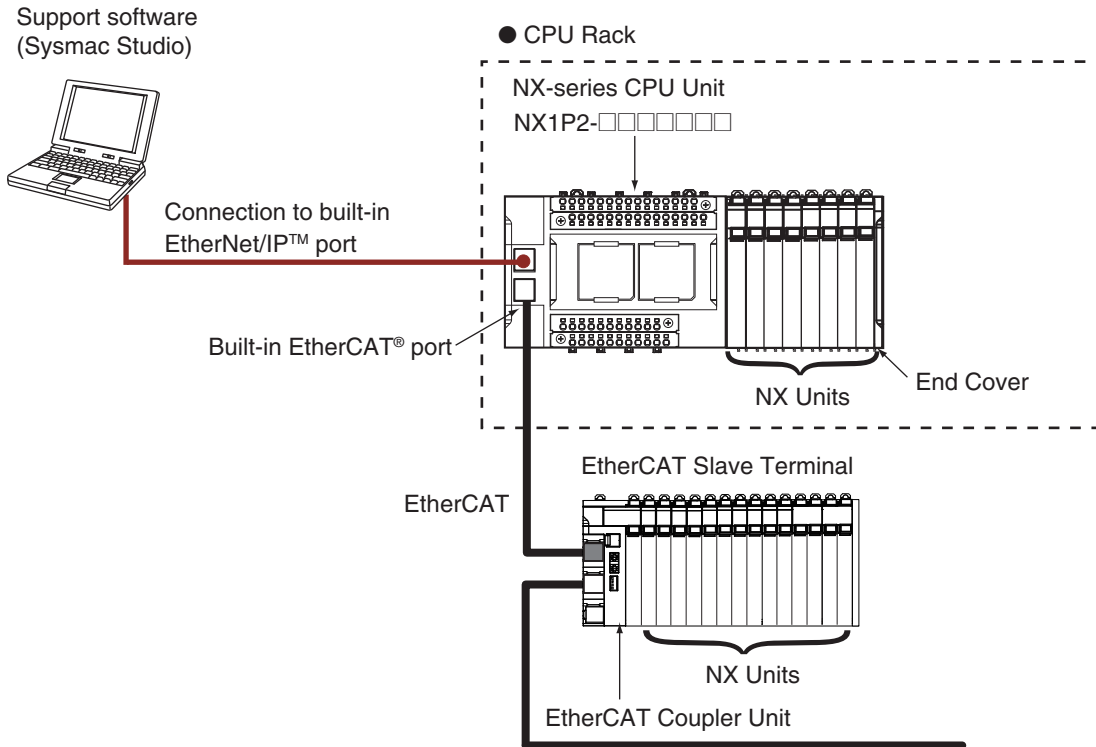 Support software
(Sysmac Studio)
● CPU Rack
NX-series CPU Unit
NX1P2-□□□□□□□
Connection to built-in
EtherNet/IP™ port
Built-in EtherCAT® port
End Cover
NX Units
EtherCAT Slave Terminal
EtherCAT
NX Units
EtherCAT Coupler Unit